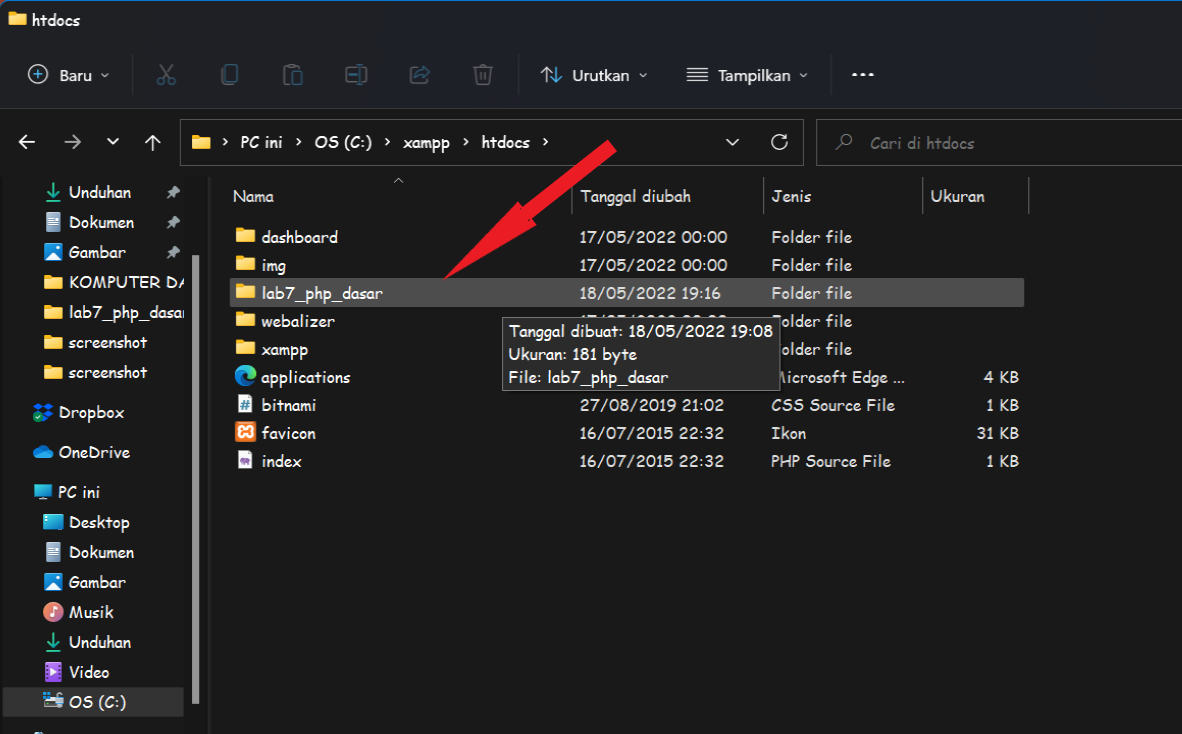 htdocs
Baru
Urutkan
Tampilkan
PC ini > OS (C:) > xampp > htdocs >
Cari di htdocs
Unduhan
Dokumen
Gambar
KOMPUTER DA
lab7_php_dasar
screenshot
screenshot
Dropbox
OneDrive
PC ini
Desktop
Dokumen
Gambar
Musik
Unduhan
Video
OS (C:)
Nama Tanggal diubah Jenis Ukuran
dashboard 17/05/2022 00:00 Folder file
img 17/05/2022 00:00 Folder file
lab7_php_dasar 18/05/2022 19:16 Folder file
webalizer older file
xampp older file
applications Microsoft Edge ... 4 KB
bitnami 27/08/2019 21:02 CSS Source File 1 KB
favicon 16/07/2015 22:32 Ikon 31 KB
index 16/07/2015 22:32 PHP Source File 1 KB
Tanggal dibuat: 18/05/2022 19:08
Ukuran: 181 byte
File: lab7_php_dasar